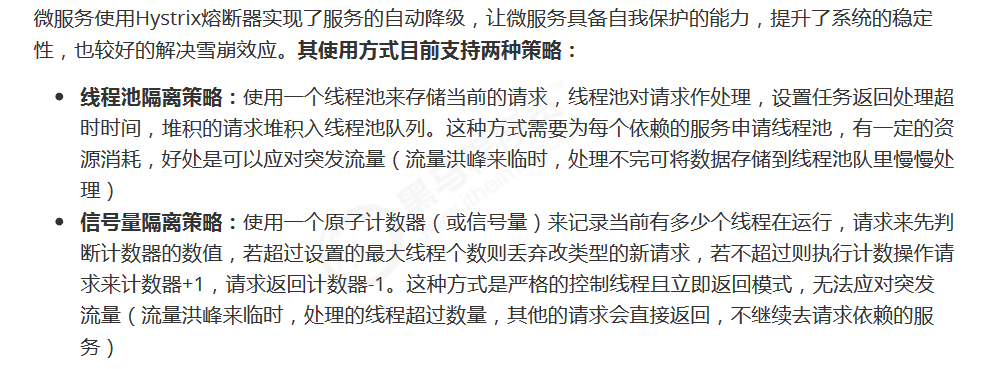 微服务使用Hystrix熔断器实现了服务的自动降级，让微服务具备自我保护的能力，提升了系统的稳定
性，也较好的解决雪崩效应。其使用方式目前支持两种策略：
• 线程池隔离策略：使用一个线程池来存储当前的请求，线程池对请求作处理，设置任务返回处理超
时时间，堆积的请求堆积入线程池队列。这种方式需要为每个依赖的服务申请线程池，有一定的资
源消耗，好处是可以应对突发流量（流量洪峰来临时，处理不完可将数据存储到线程池队里慢慢处
理）
• 信号量隔离策略：使用一个原子计数器（或信号量）来记录当前有多少个线程在运行，请求来先判
断计数器的数值，若超过设置的最大线程个数则丢弃改类型的新请求，若不超过则执行计数操作请
求来计数器+1，请求返回计数器-1。这种方式是严格的控制线程且立即返回模式，无法应对突发
流量（流量洪峰来临时，处理的线程超过数量，其他的请求会直接返回，不继续去请求依赖的服
务）